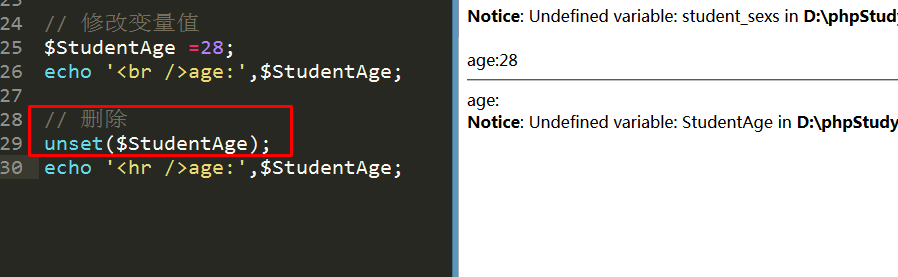 24 // 修改变量值
25 $StudentAge =28;
26 echo '<br />age:',$StudentAge;
27
28 // 删除
29 unset($StudentAge);
30 echo '<hr />age:',$StudentAge;
Notice: Undefined variable: student_sexs in D:\phpStudy
age:28
age:
Notice: Undefined variable: StudentAge in D:\phpStudy